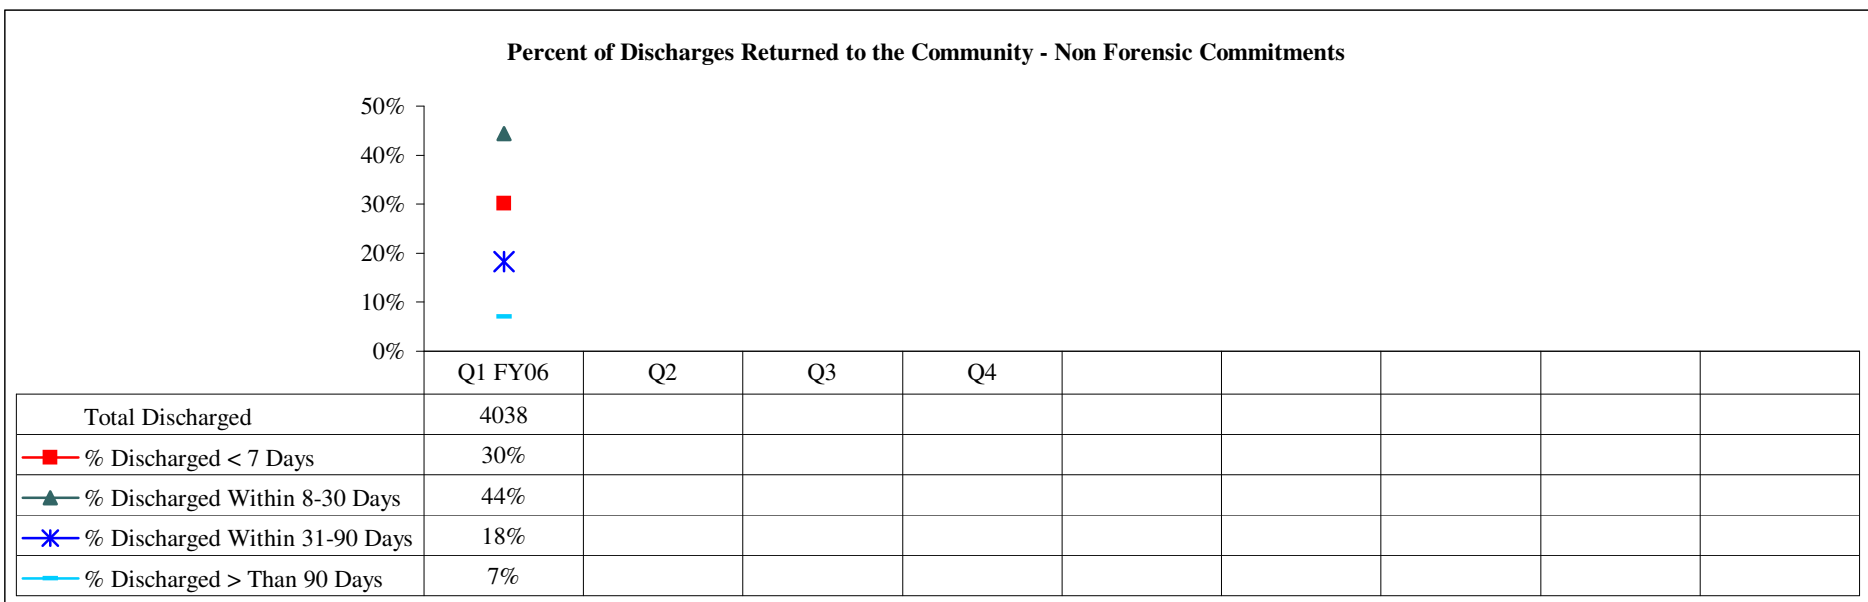 Percent of Discharges Returned to the Community - Non Forensic Commitments
50%
40%
30%
20%
10%
0%
Q1 FY06 Q2 Q3 Q4
Total Discharged 4038
% Discharged < 7 Days 30%
% Discharged Within 8-30 Days 44%
% Discharged Within 31-90 Days 18%
% Discharged > Than 90 Days 7%